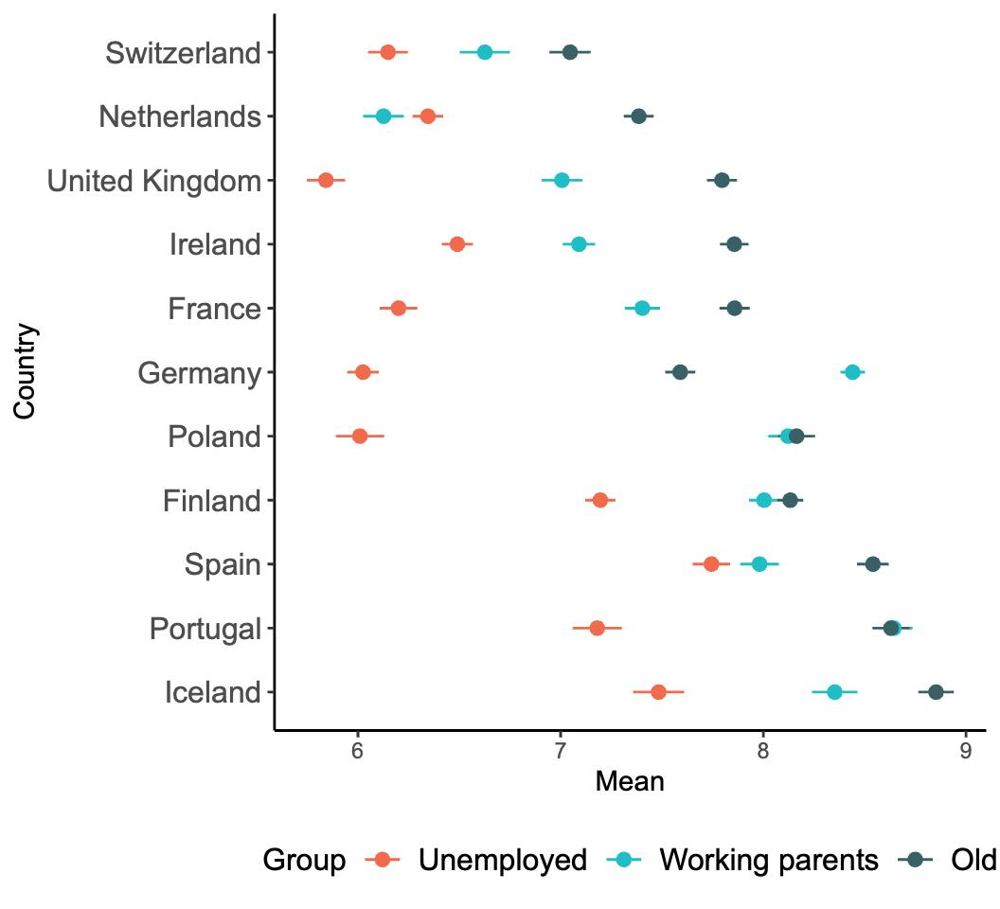 Switzerland
Netherlands
United Kingdom
Ireland
France
Germany
Poland
Finland
Spain
Portugal
Iceland
Country
6 7 8 9
Mean
Group Unemployed Working parents Old